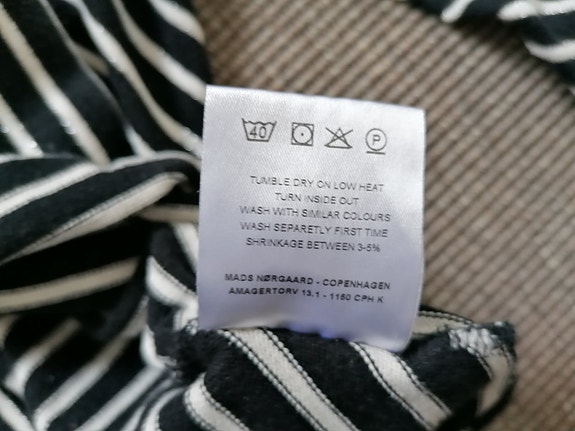 40 P
TUMBLE DRY ON LOW HEAT
TURN INSIDE OUT
WASH WITH SIMILAR COLOURS
WASH SEPARETLY FIRST TIME
SHRINKAGE BETWEEN 3-5%
MADS NØRGAARD - COPENHAGEN
AMAGERTORV 13.1 - 1160 CPH K